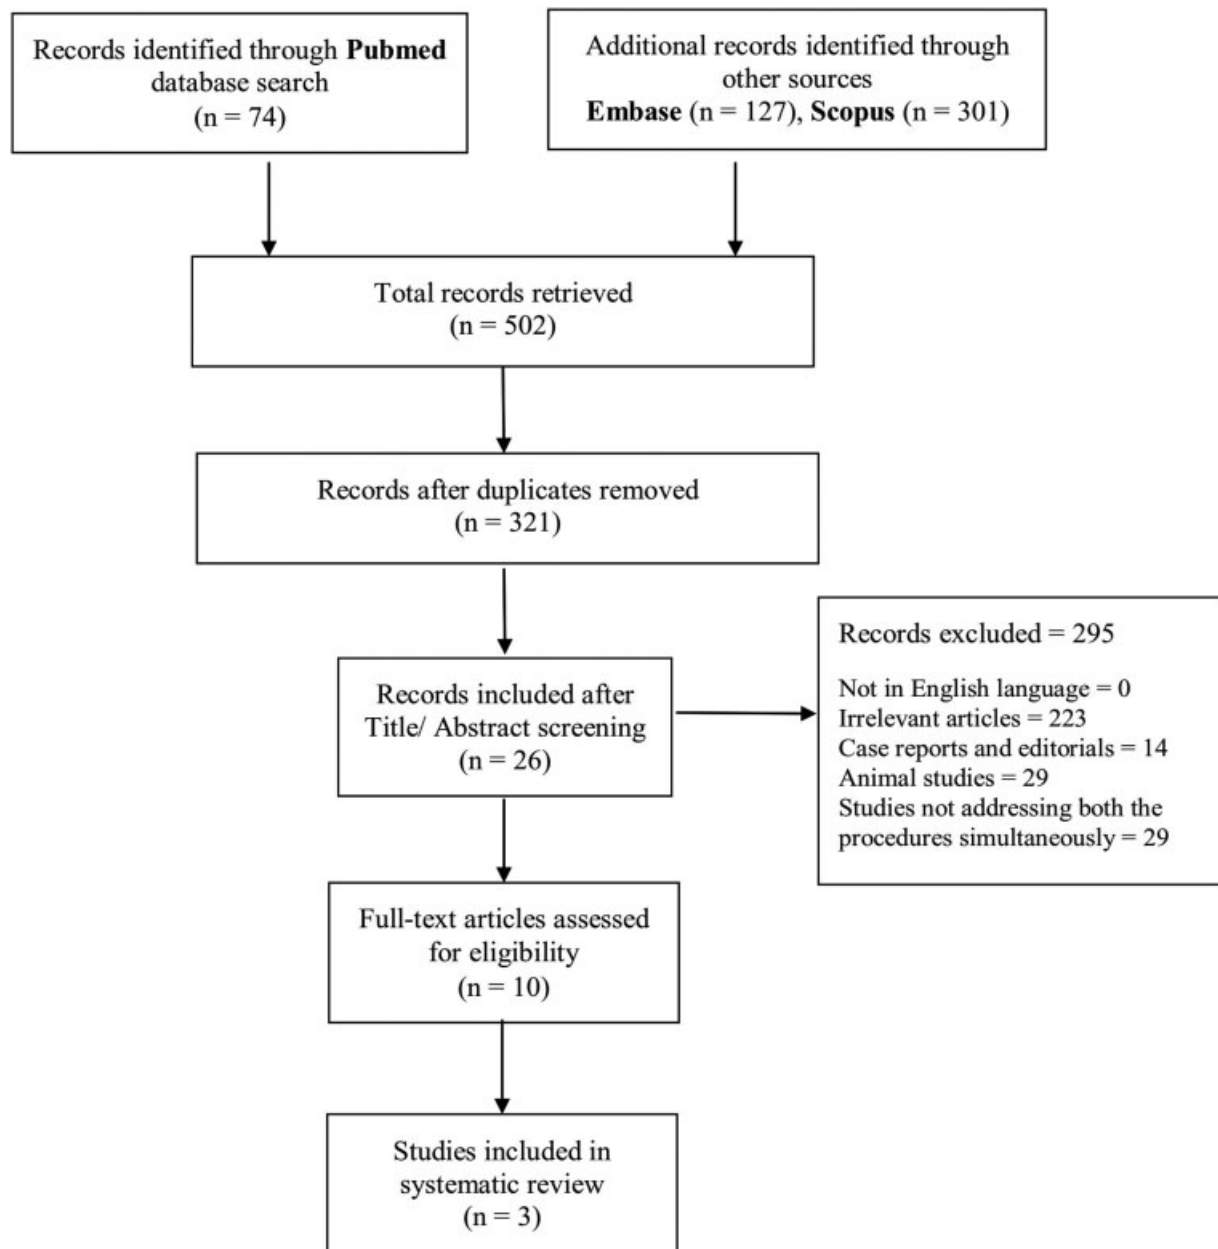 Records identified through Pubmed
database search
(n = 74)
Additional records identified through
other sources
Embase (n = 127), Scopus (n = 301)
Total records retrieved
(n = 502)
Records after duplicates removed
(n = 321)
Records included after
Title/ Abstract screening
(n = 26)
Records excluded = 295
Not in English language = 0
Irrelevant articles = 223
Case reports and editorials = 14
Animal studies = 29
Studies not addressing both the
procedures simultaneously = 29
Full-text articles assessed
for eligibility
(n = 10)
Studies included in
systematic review
(n = 3)